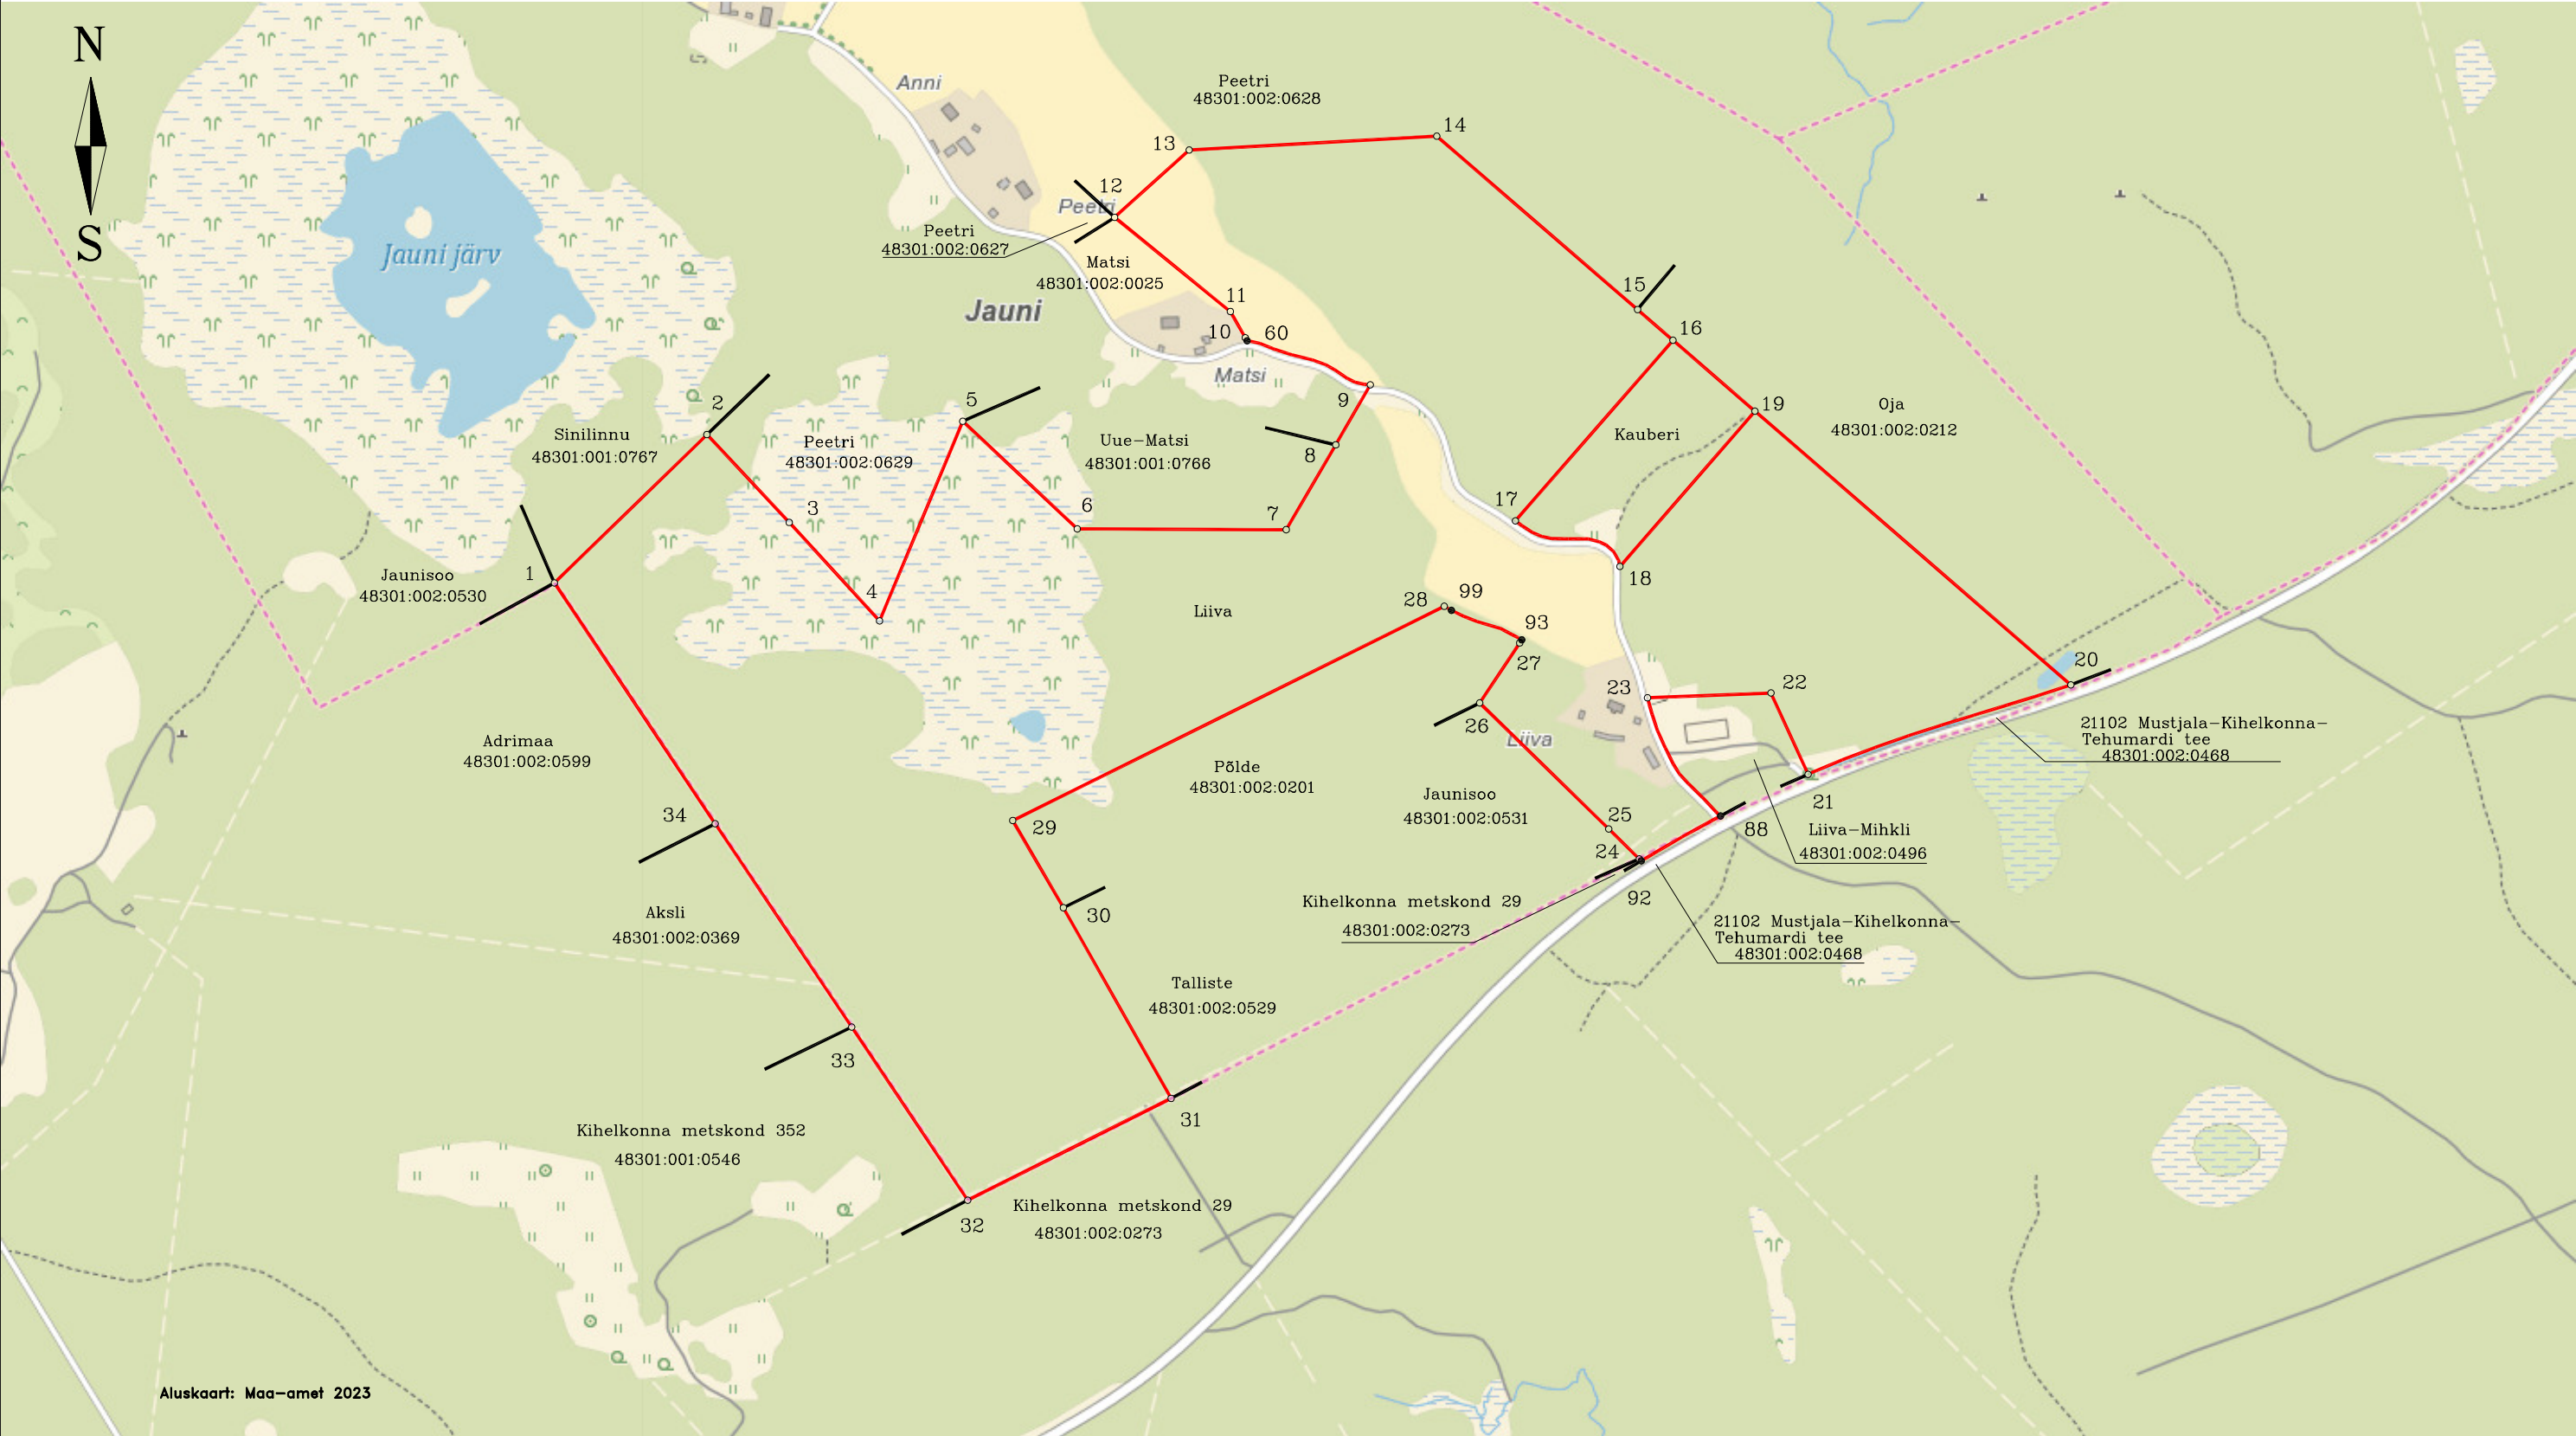 N
S
Anni
Peetri
48301:002:0628
13
14
12
Peetri
Peetri
48301:002:0627
Jauni järv
Matsi
48301:002:0025
Jauni
11
10
60
15
16
Matsi
9
2
5
19
Oja
48301:002:0212
Sinilinnu
48301:001:0767
Peetri
48301:002:0629
Uue-Matsi
48301:001:0766
8
Kauberi
3
6
7
17
1
Jaunisoo
48301:002:0530
4
Liiva
28
99
93
27
18
20
23
22
26
Liiva
21102 Mustjala-Kihelkonna-
Tehumardi tee
48301:002:0468
Adrimaa
48301:002:0599
Põlde
48301:002:0201
Jaunisoo
48301:002:0531
34
29
25
21
88
Liiva-Mihkli
48301:002:0496
24
92
30
Kihelkonna metskond 29
48301:002:0273
21102 Mustjala-Kihelkonna-
Tehumardi tee
48301:002:0468
Aksli
48301:002:0369
Talliste
48301:002:0529
33
31
Kihelkonna metskond 352
48301:001:0546
32
Kihelkonna metskond 29
48301:002:0273
Aluskaart: Maa-amet 2023